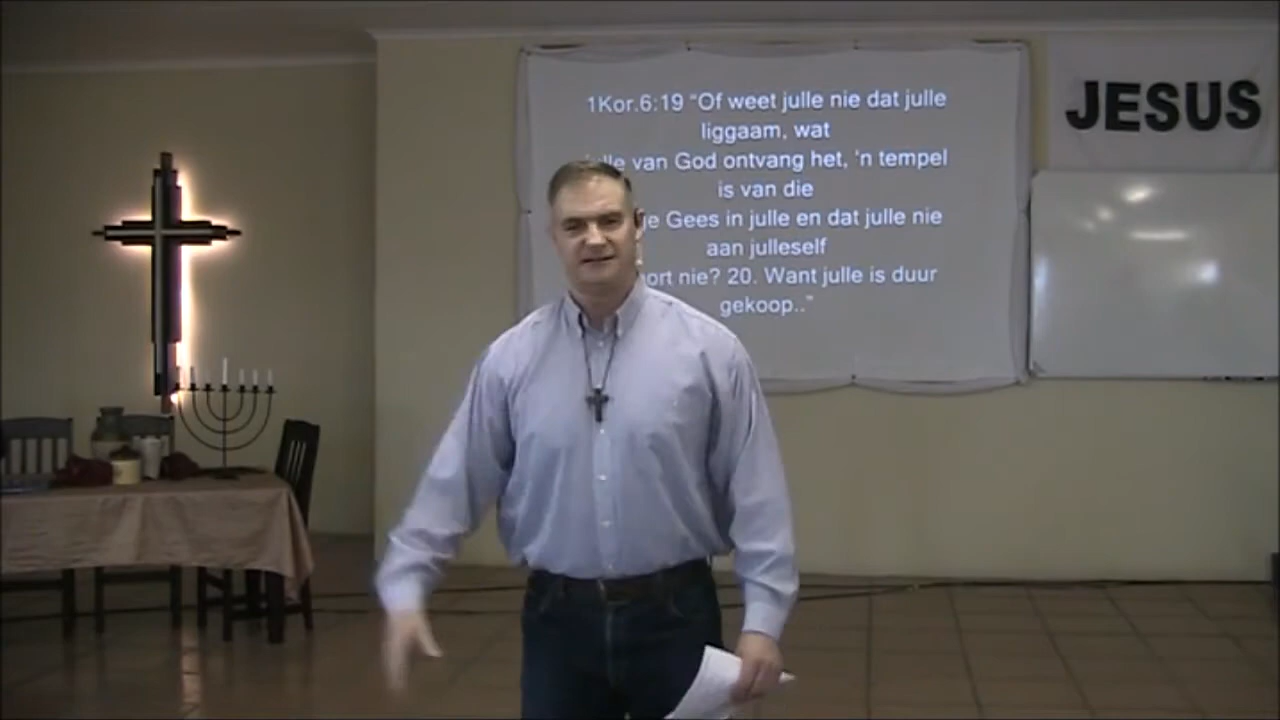 1Kor.6:19 “Of weet julle nie dat julle
liggaam, wat
van God ontvang het, 'n tempel
is van die
Gees in julle en dat julle nie
aan julleself
nie? 20. Want julle is duur
gekoop..”
JESUS